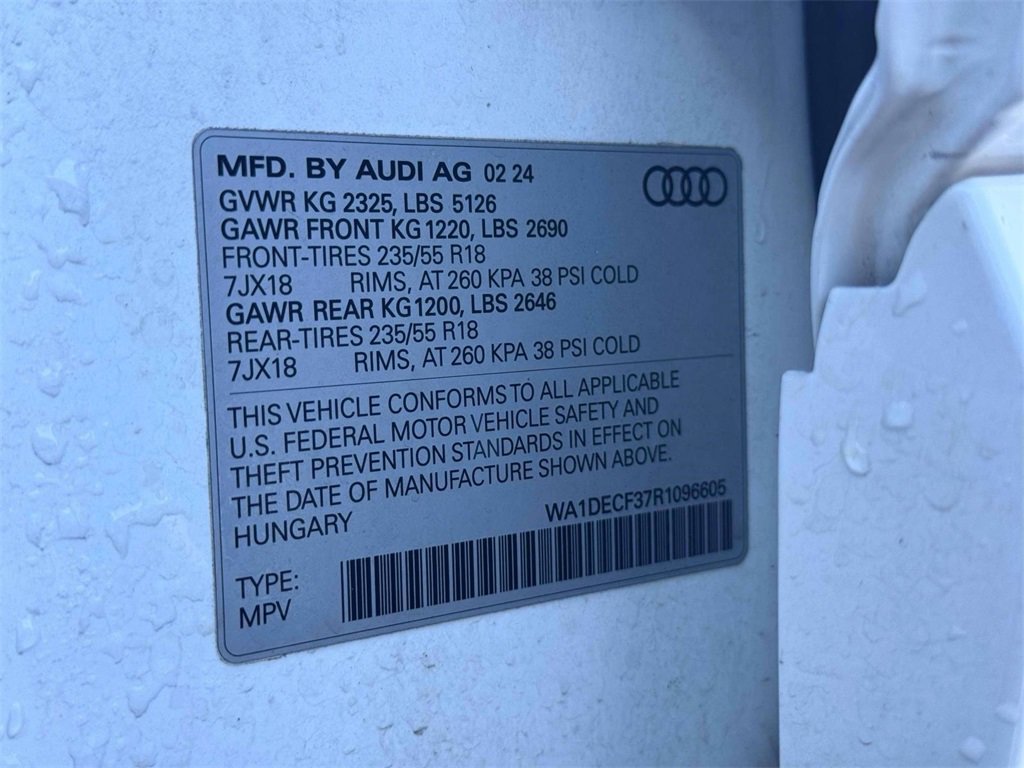 MFD. BY AUDI AG 02 24
GVWR KG 2325, LBS 5126
GAWR FRONT KG 1220, LBS 2690
FRONT-TIRES 235/55 R18
7JX18 RIMS, AT 260 KPA 38 PSI COLD
GAWR REAR KG 1200, LBS 2646
REAR-TIRES 235/55 R18
7JX18 RIMS, AT 260 KPA 38 PSI COLD
THIS VEHICLE CONFORMS TO ALL APPLICABLE
U.S. FEDERAL MOTOR VEHICLE SAFETY AND
THEFT PREVENTION STANDARDS IN EFFECT ON
THE DATE OF MANUFACTURE SHOWN ABOVE.
HUNGARY WA1DECF37R1096605
TYPE:
MPV